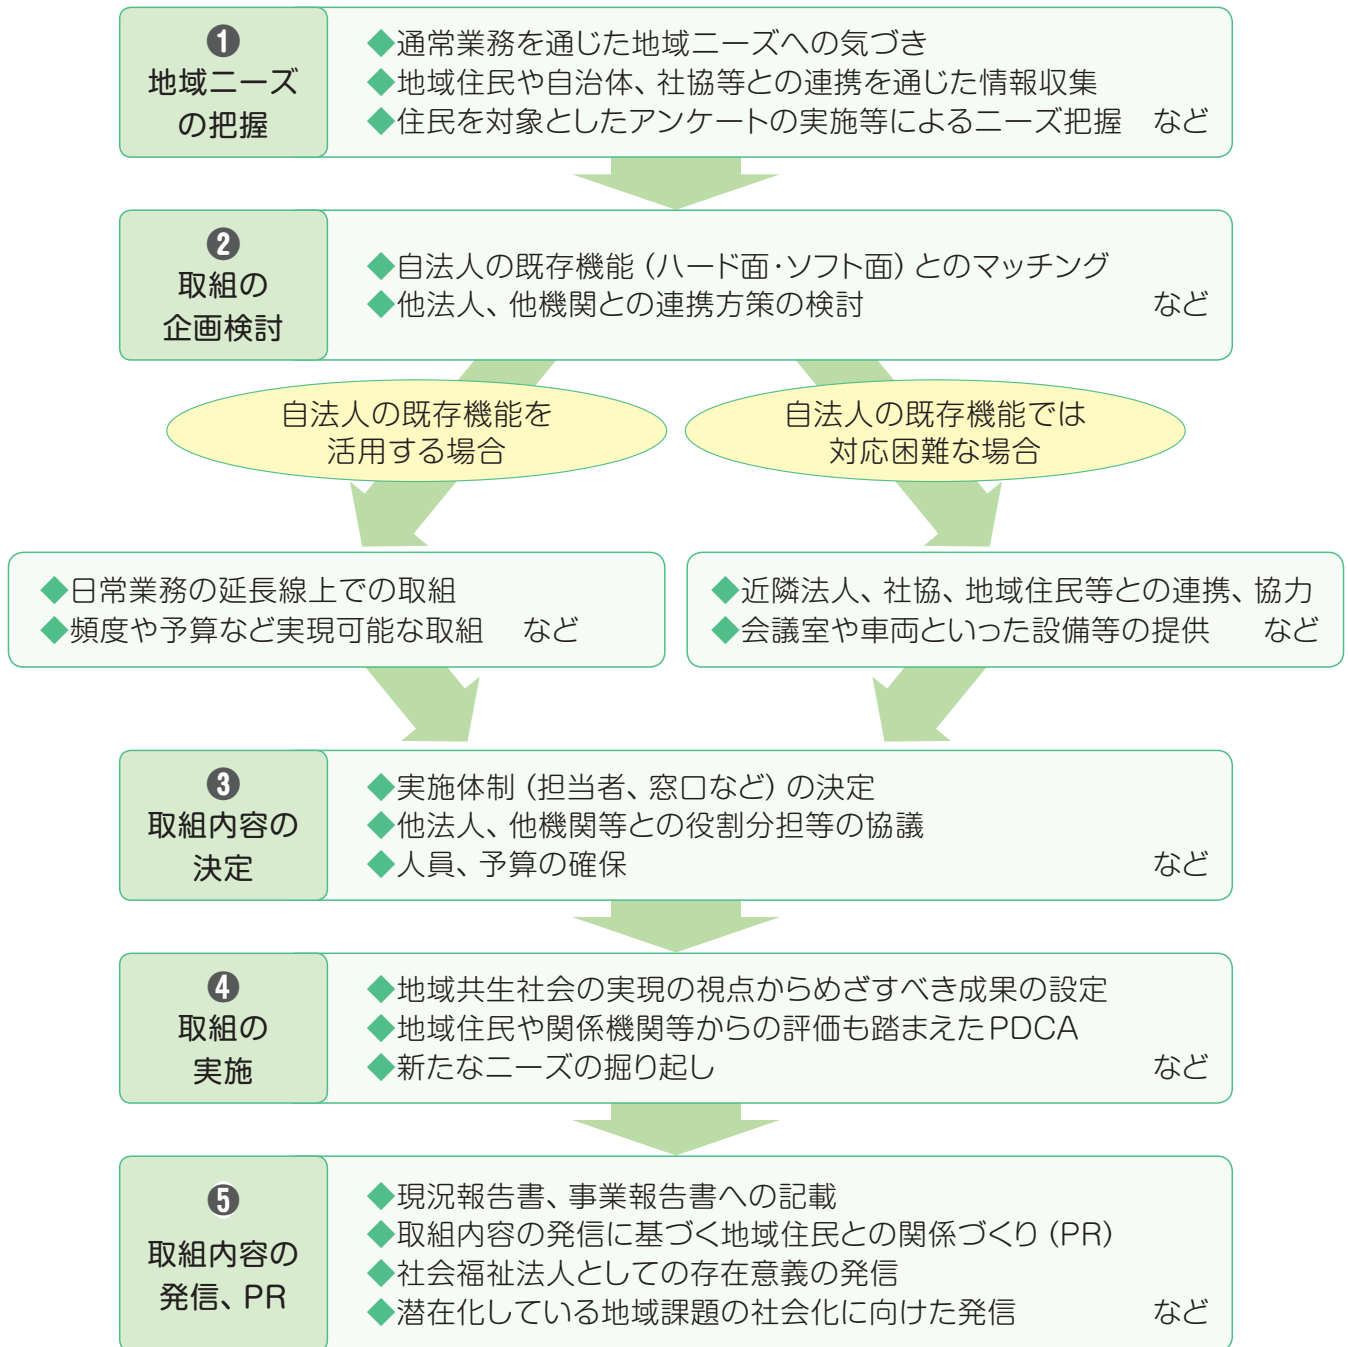 ❶
地域ニーズ
の把握
◆通常業務を通じた地域ニーズへの気づき
◆地域住民や自治体、社協等との連携を通じた情報収集
◆住民を対象としたアンケートの実施等によるニーズ把握　など
❷
取組の
企画検討
◆自法人の既存機能（ハード面・ソフト面）とのマッチング
◆他法人、他機関との連携方策の検討　など
自法人の既存機能を
活用する場合
自法人の既存機能では
対応困難な場合
◆日常業務の延長線上での取組
◆頻度や予算など実現可能な取組　など
◆近隣法人、社協、地域住民等との連携、協力
◆会議室や車両といった設備等の提供　など
❸
取組内容の
決定
◆実施体制（担当者、窓口など）の決定
◆他法人、他機関等との役割分担等の協議
◆人員、予算の確保　など
❹
取組の
実施
◆地域共生社会の実現の視点からめざすべき成果の設定
◆地域住民や関係機関等からの評価も踏まえたPDCA
◆新たなニーズの掘り起し　など
❺
取組内容の
発信、PR
◆現況報告書、事業報告書への記載
◆取組内容の発信に基づく地域住民との関係づくり（PR）
◆社会福祉法人としての存在意義の発信
◆潜在化している地域課題の社会化に向けた発信　など